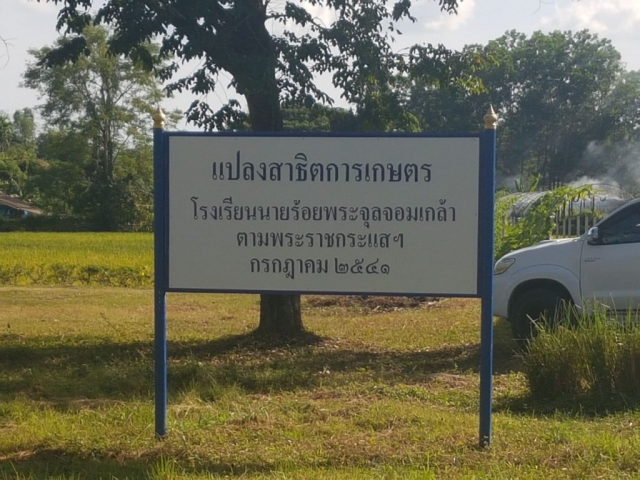 แปลงสาธิตการเกษตร
โรงเรียนนายร้อยพระจุลจอมเกล้า
ตามพระราชกระแสฯ
กรกฎาคม ๒๕๔๑